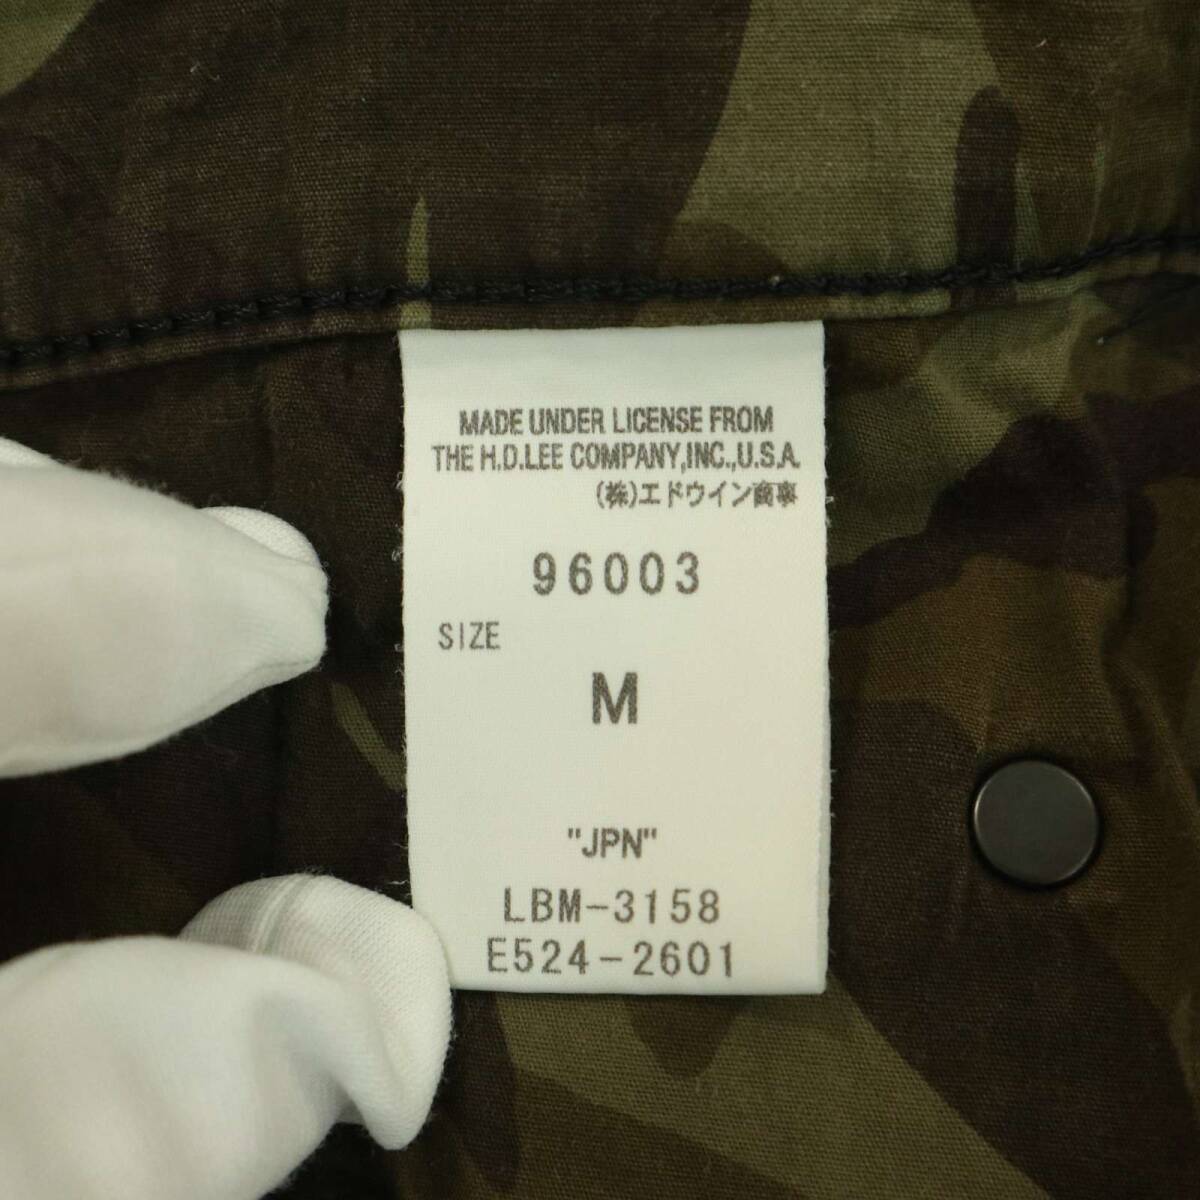 MADE UNDER LICENSE FROM
THE H.D.LEE COMPANY,INC.,U.S.A.
(株)エドウイン商事
96003
SIZE
M
"JPN"
LBM-3158
E524-2601